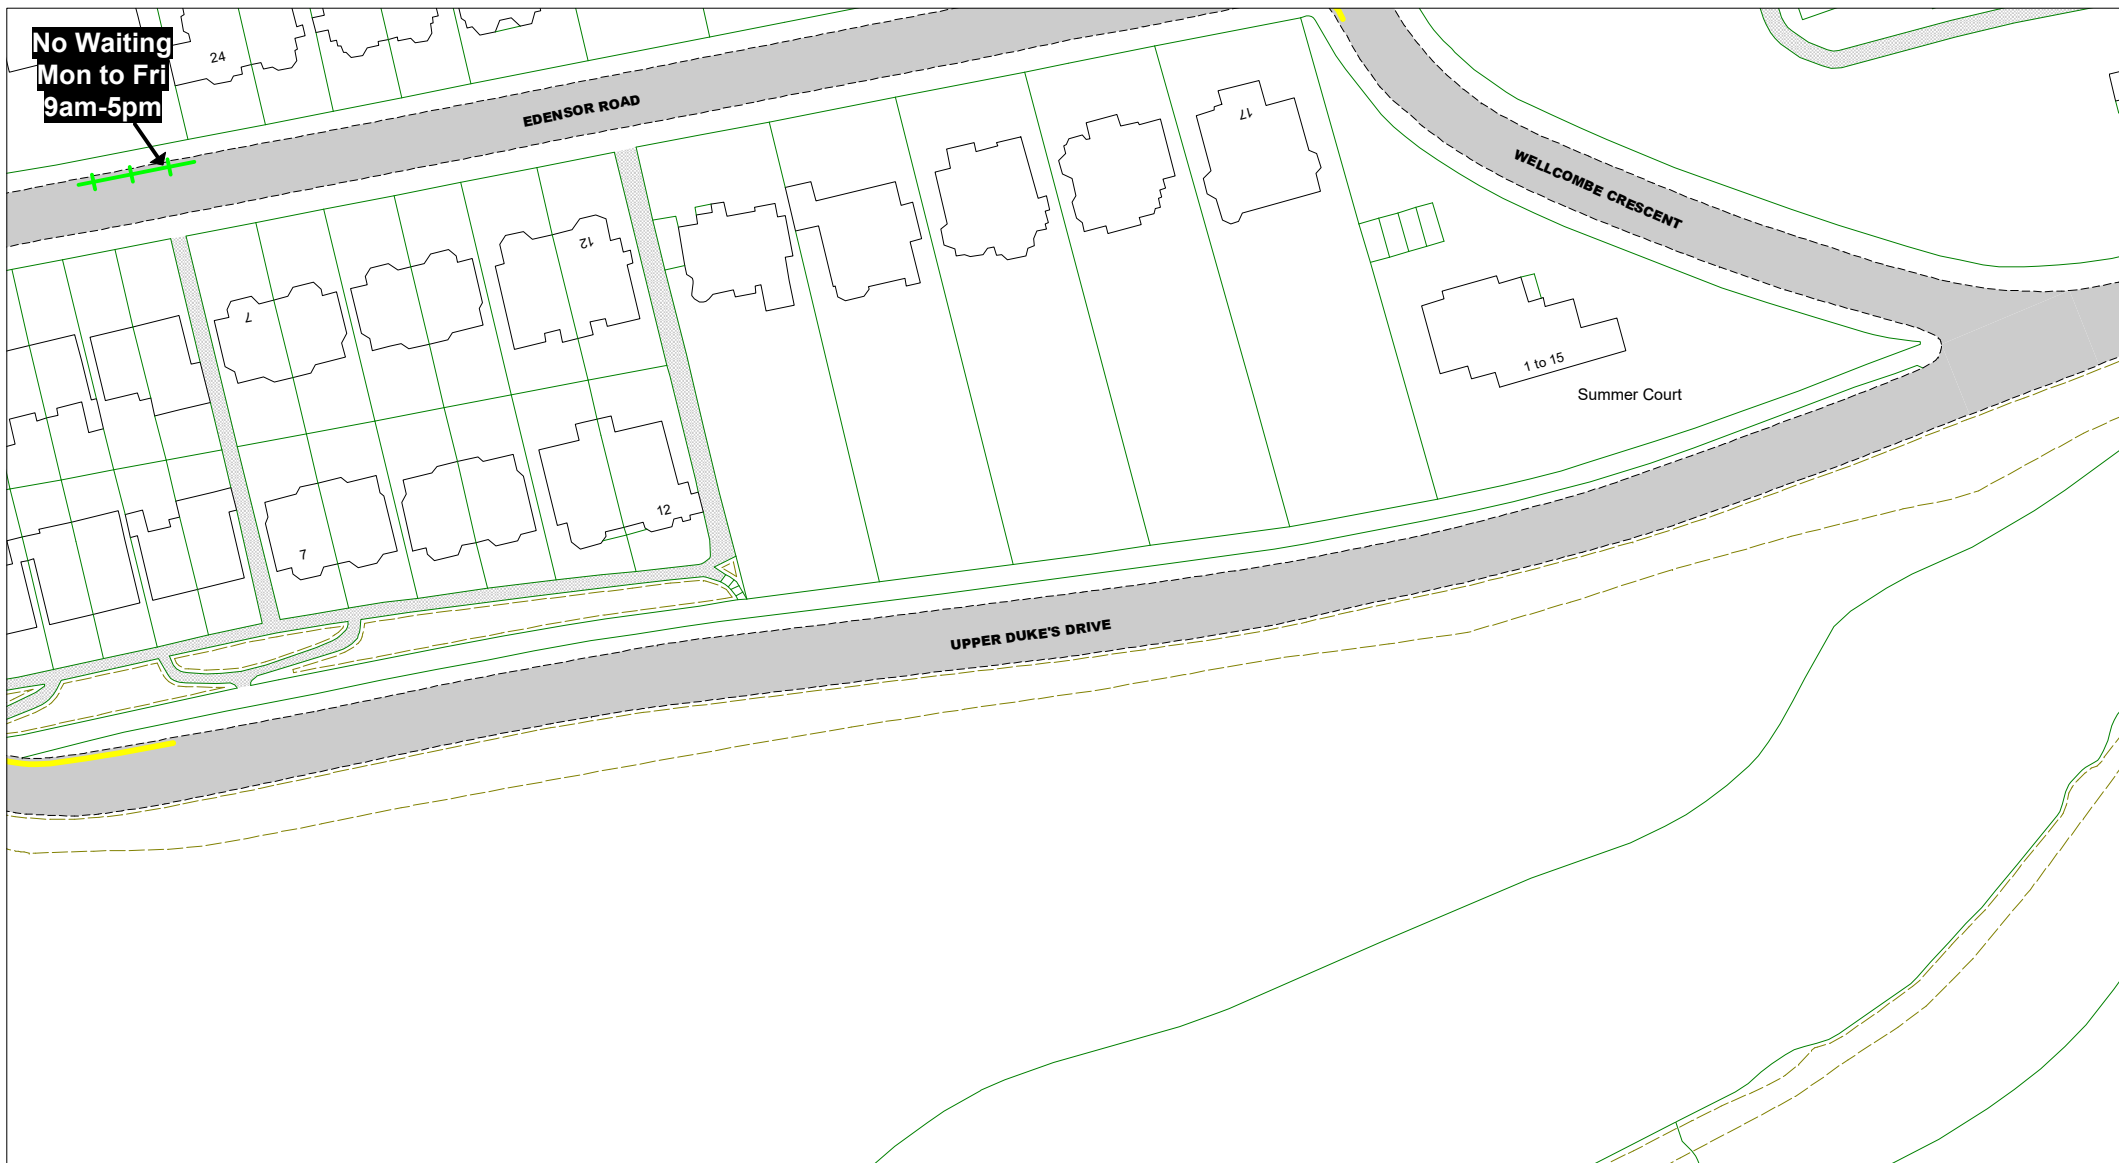 No Waiting
Mon to Fri
9am-5pm
24
EDENSOR ROAD
17
WELLCOMBE CRESCENT
12
7
1 to 15
Summer Court
12
7
UPPER DUKE'S DRIVE